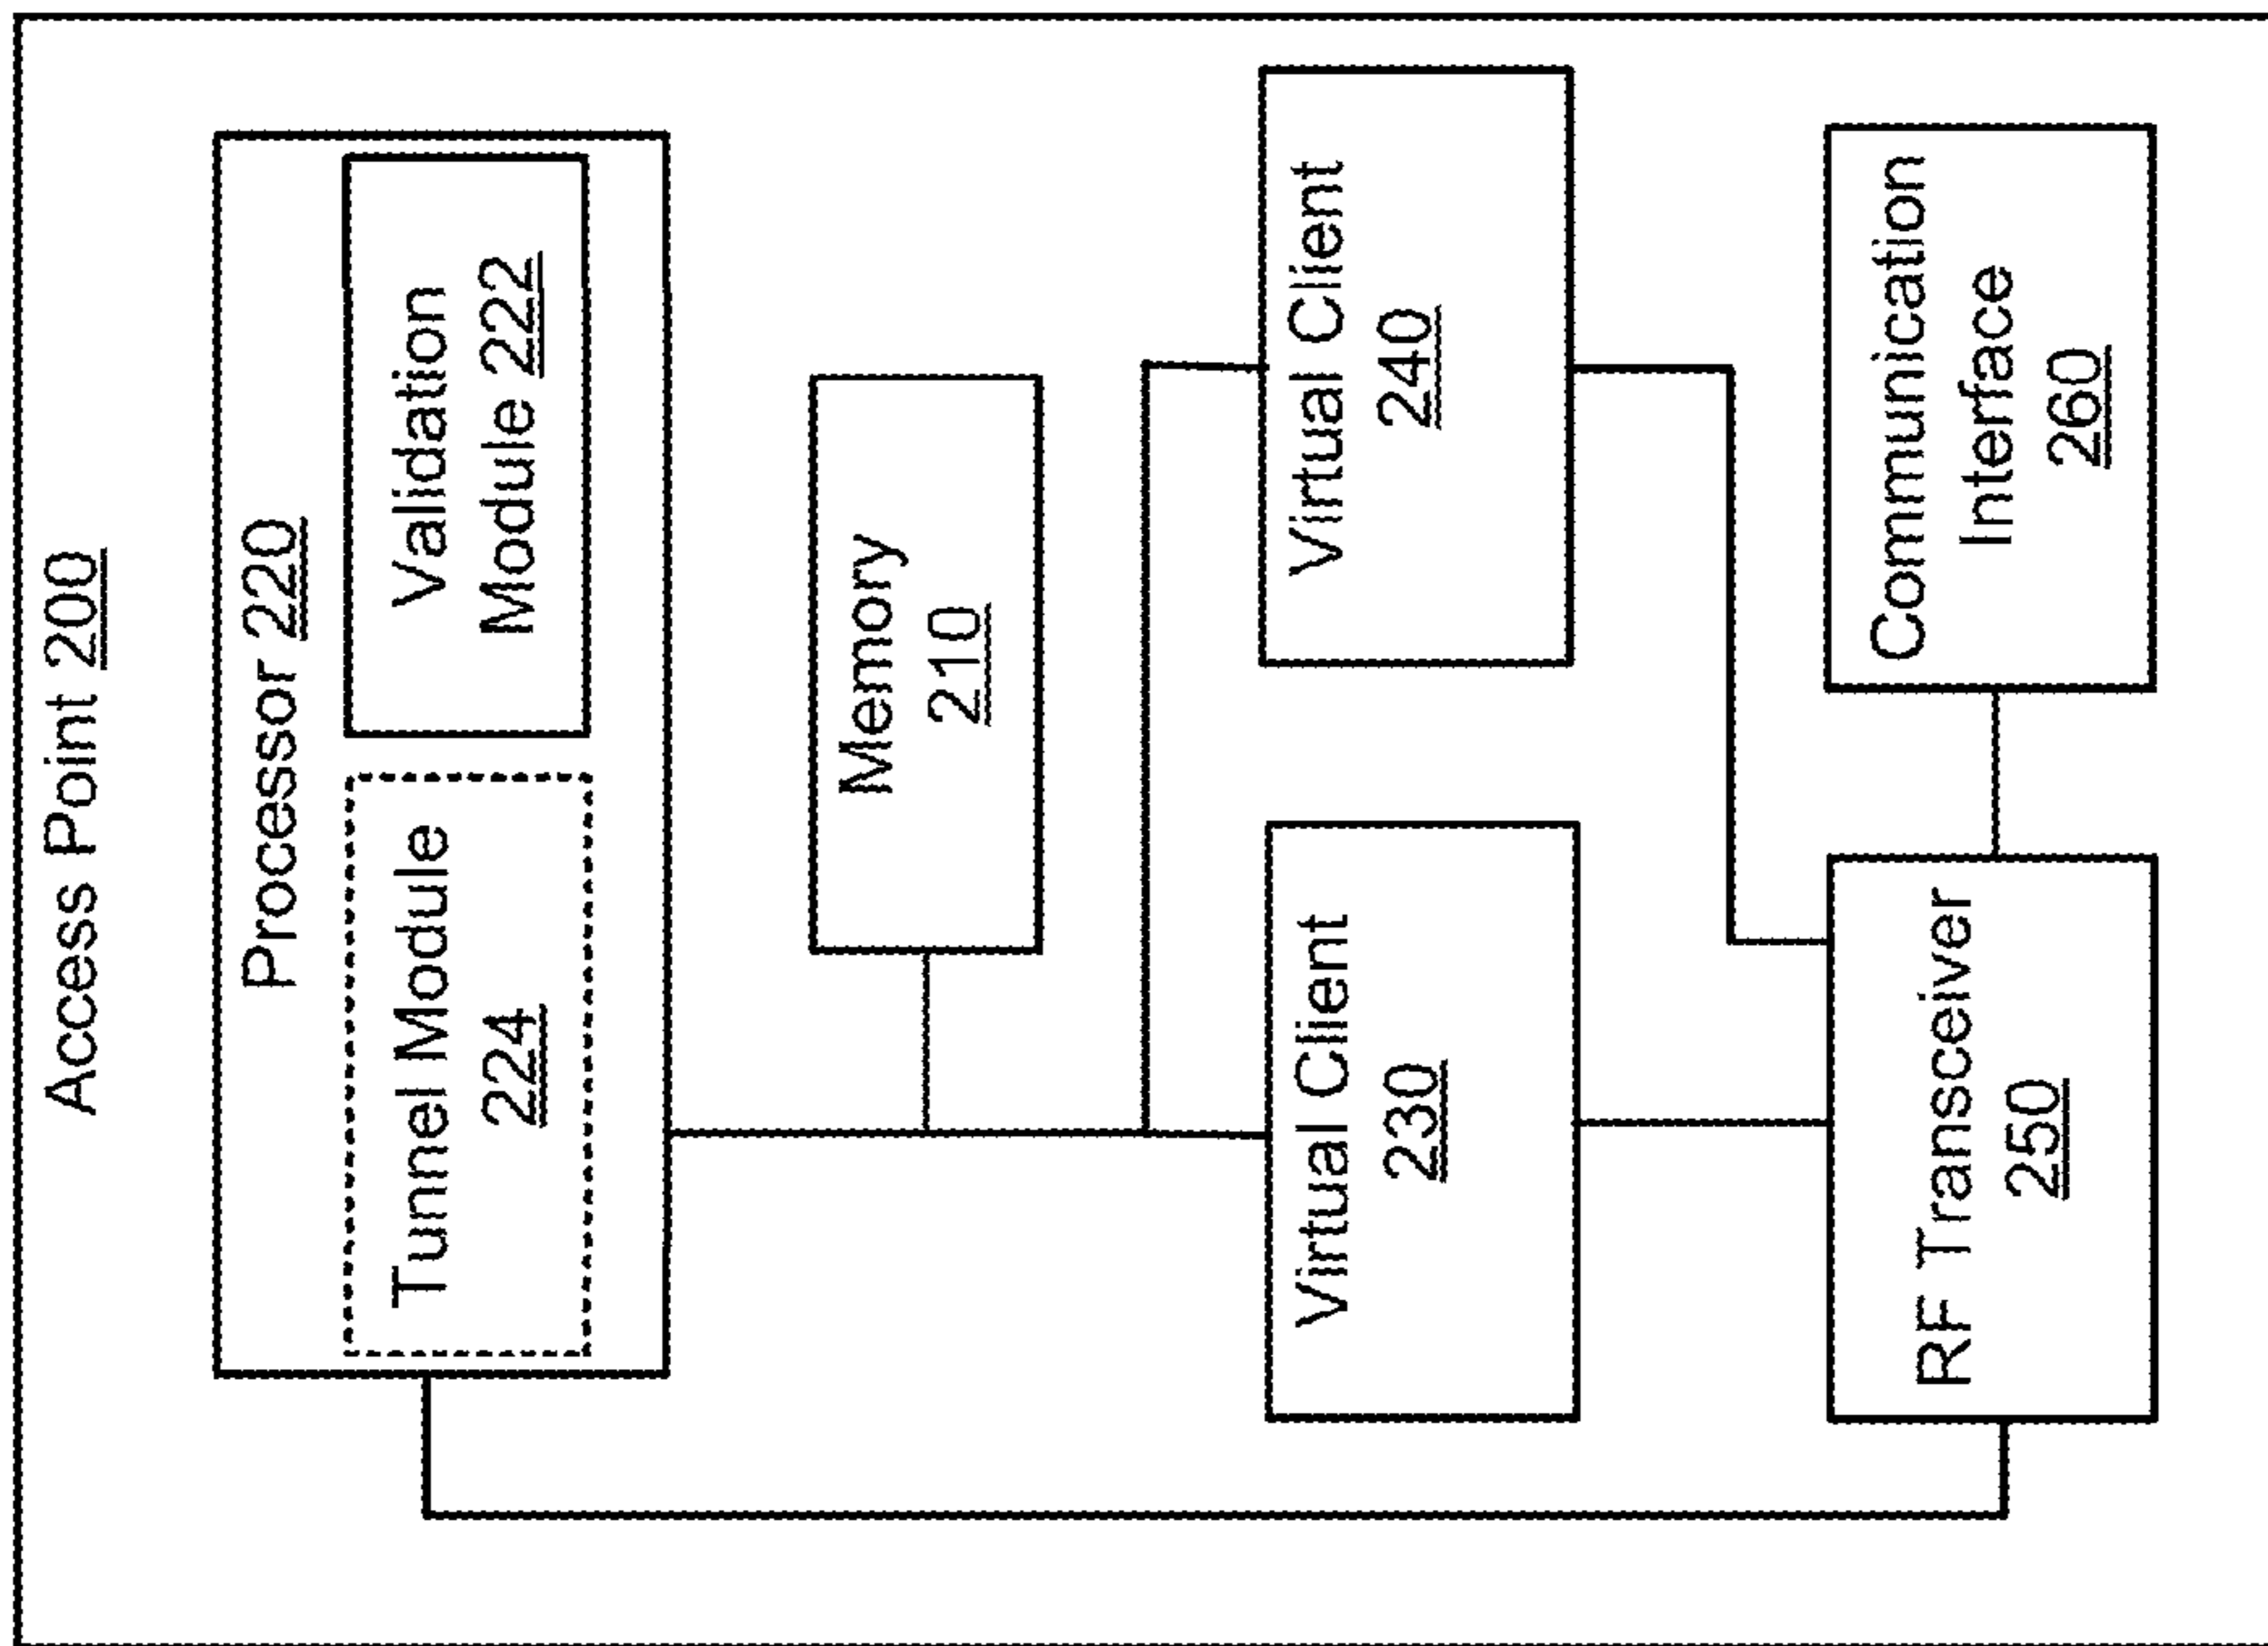 Access Point 200
Processor 220
Tunnel Module
224
Validation
Module 222
Memory
210
Virtual Client
230
Virtual Client
240
RF Transceiver
250
Communication
Interface
260